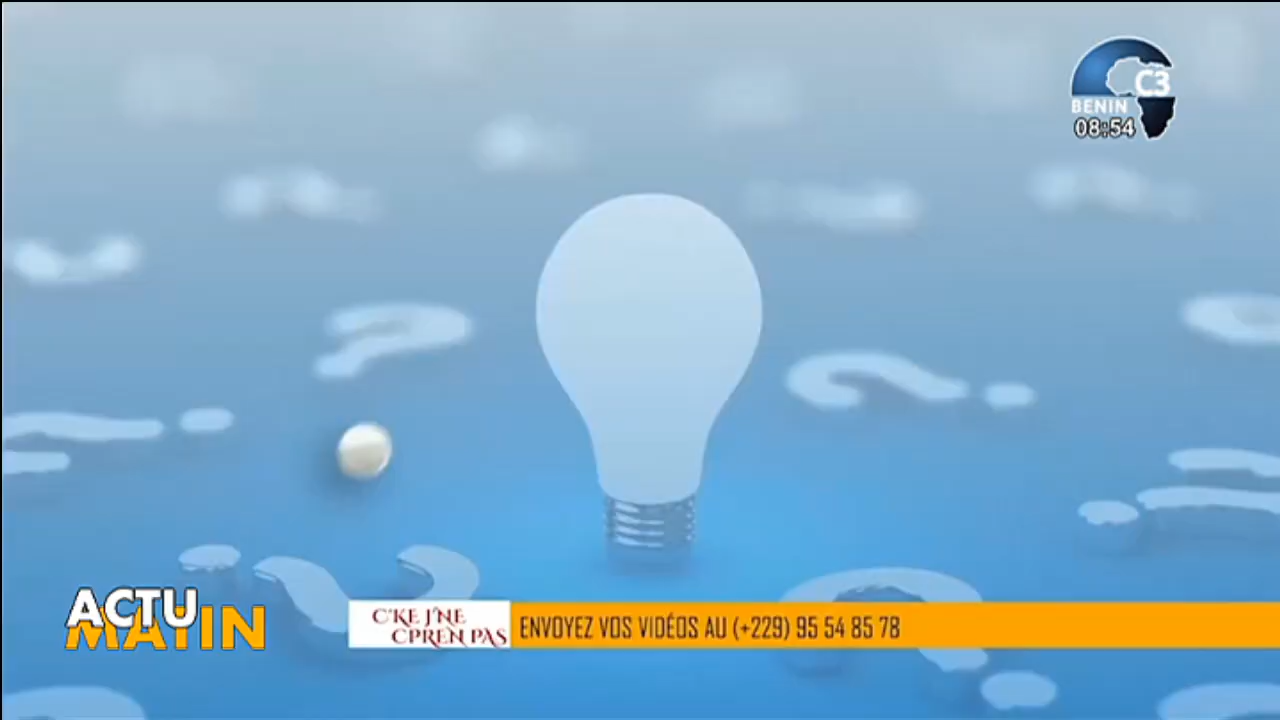 C3
BENIN
08:54
ACTU
MATIN
C'KE J'NE
CPREN PAS
ENVOYEZ VOS VIDÉOS AU (+229) 95 54 85 78